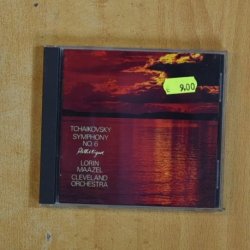 € 9.00
TCHAIKOVSKY
SYMPHONY
NO. 6
Pathétique
LORIN
MAAZEL
CLEVELAND
ORCHESTRA